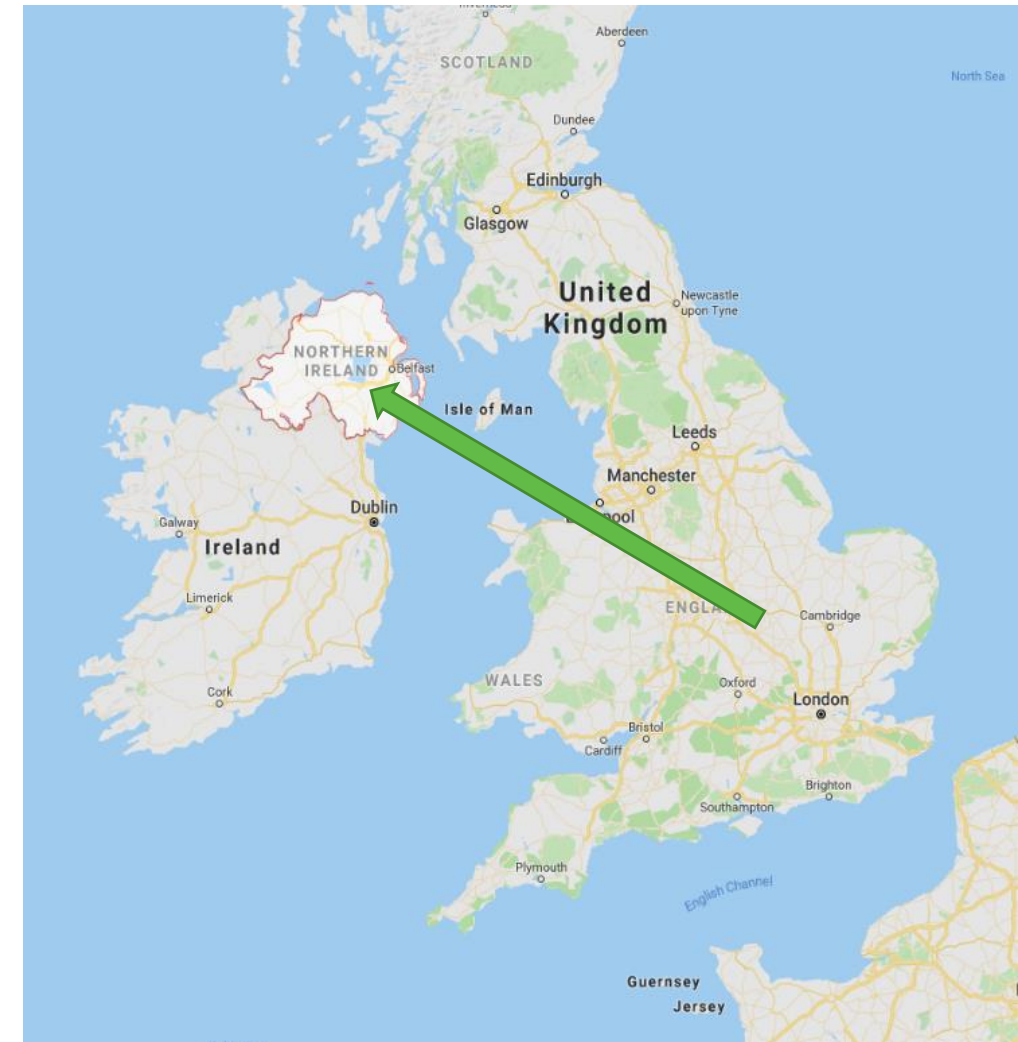 Aberdeen
SCOTLAND
North Sea
Dundee
Edinburgh
Glasgow
United
Kingdom
Newcastle
upon Tyne
NORTHERN
IRELAND
Belfast
Isle of Man
Leeds
Manchester
Dublin
Galway
Ireland
Limerick
ENGLA
Cambridge
WALES
Oxford
Cork
London
Bristol
Cardiff
Brighton
Southampton
Plymouth
English Channel
Guernsey
Jersey